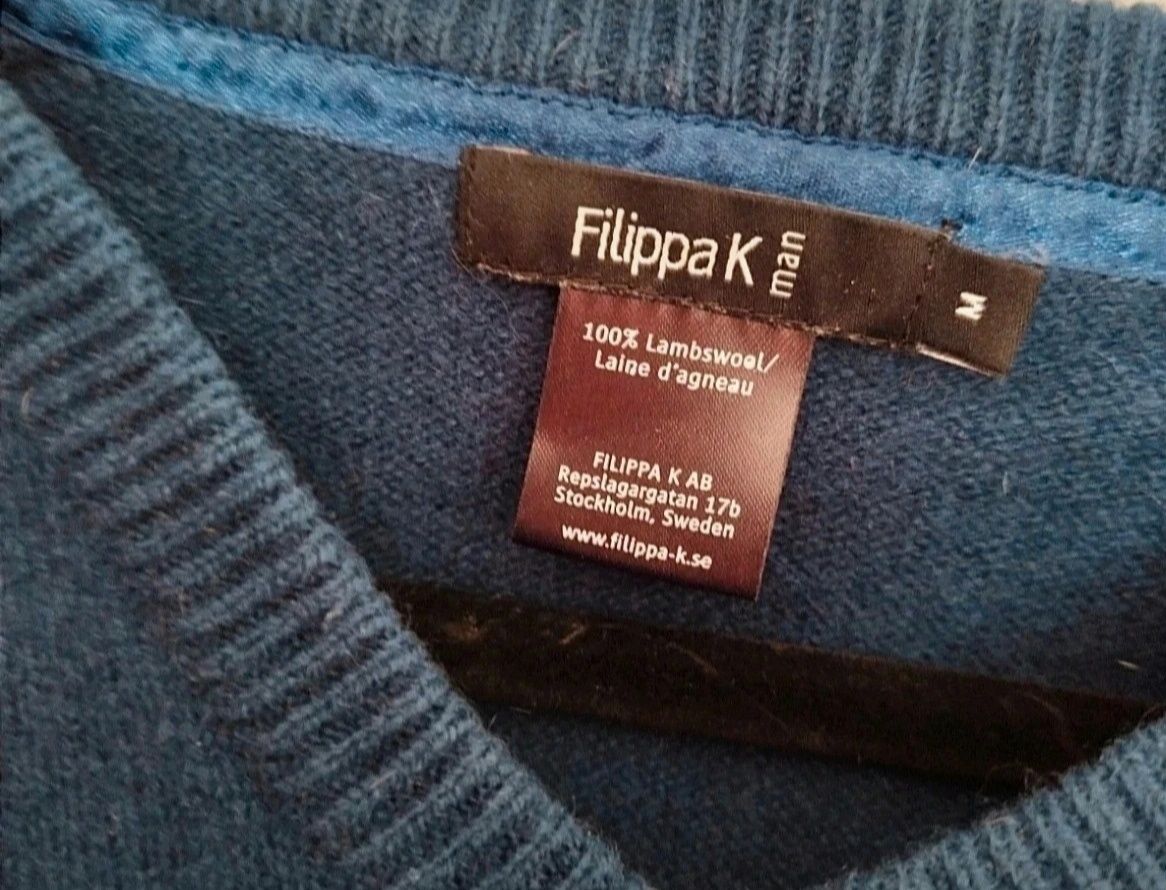 Filippa K man
M
100% Lambswool/
Laine d'agneau
FILIPPA K AB
Repslagargatan 17b
Stockholm, Sweden
www.filippa-k.se